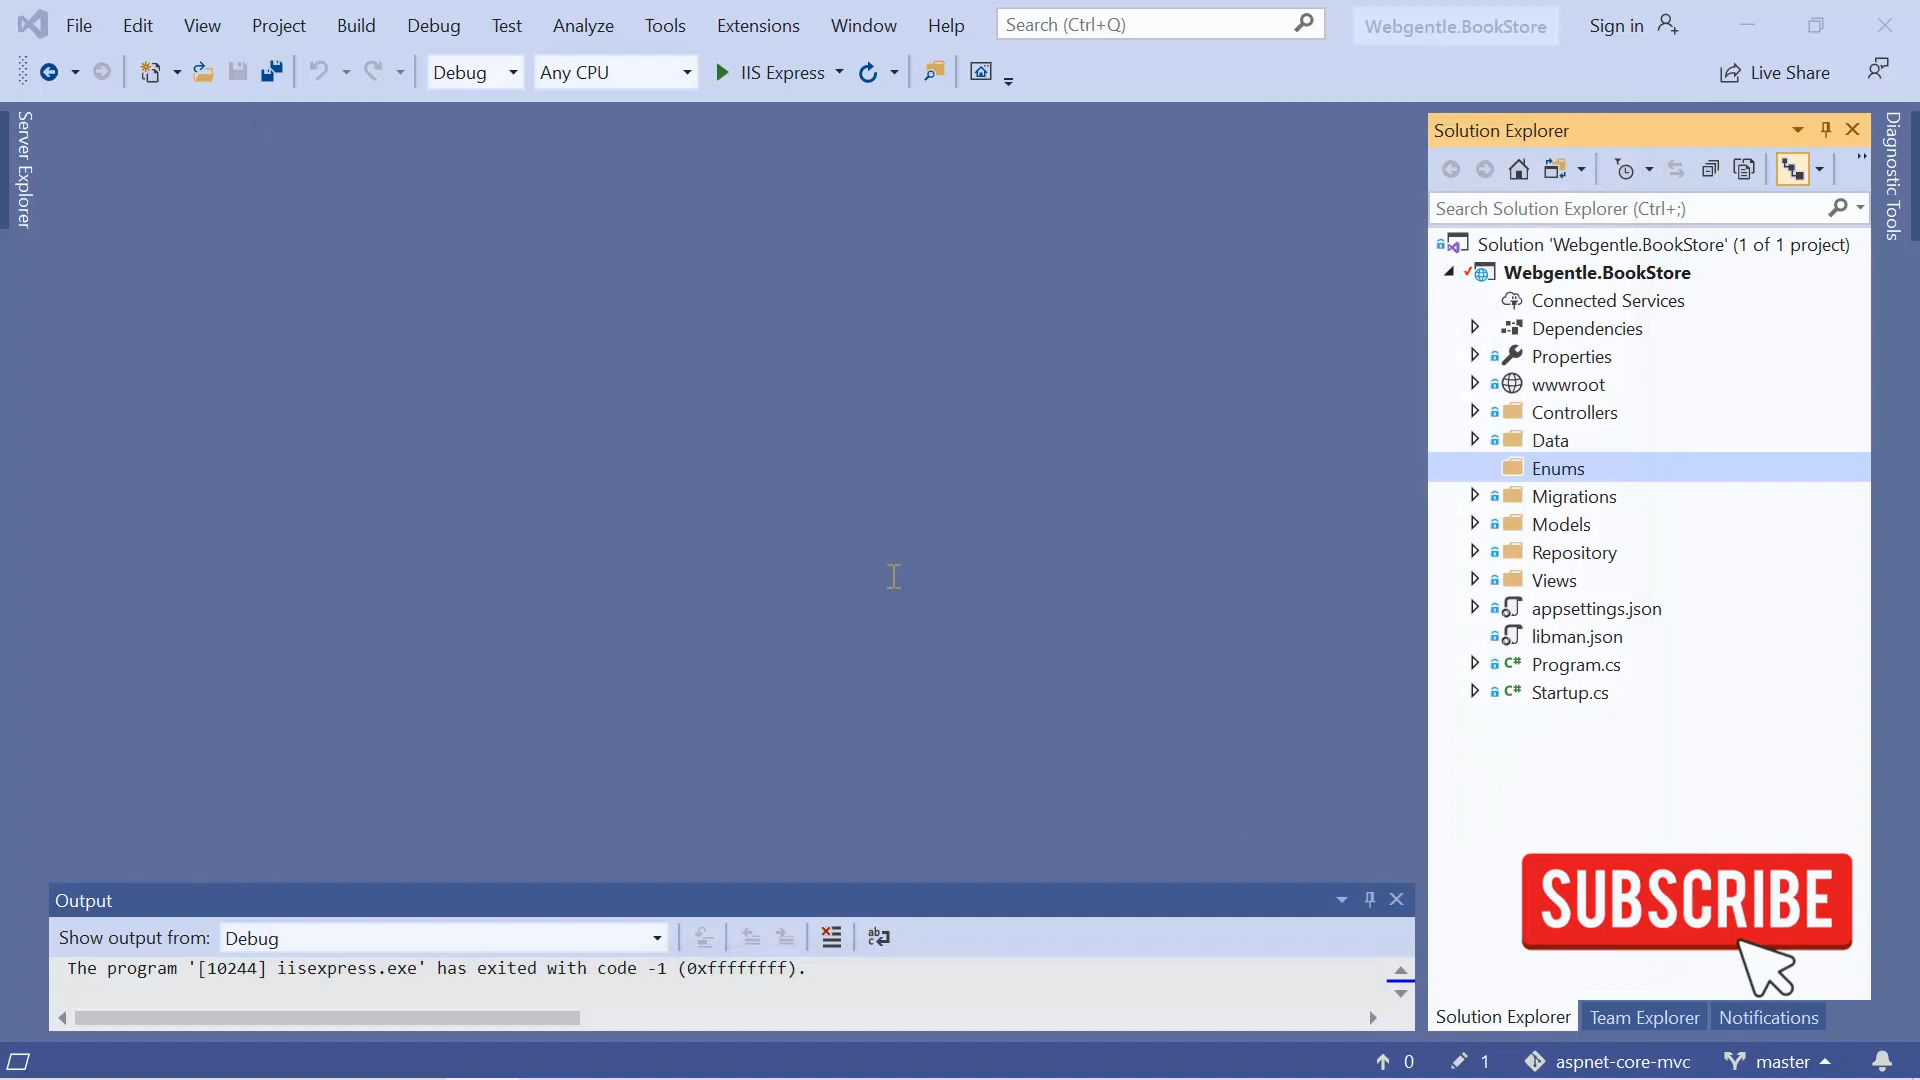 File Edit View Project Build Debug Test Analyze Tools Extensions Window Help Search (Ctrl+Q) Webgentle.BookStore Sign in
Debug Any CPU IIS Express Live Share
Server Explorer
Solution Explorer
Diagnostic Tools
Search Solution Explorer (Ctrl+;)
Solution 'Webgentle.BookStore' (1 of 1 project)
Webgentle.BookStore
Connected Services
Dependencies
Properties
wwwroot
Controllers
Data
Enums
Migrations
Models
Repository
Views
appsettings.json
libman.json
C# Program.cs
C# Startup.cs
SUBSCRIBE
Output
Show output from: Debug
The program '[10244] iisexpress.exe' has exited with code -1 (0xffffffff).
Solution Explorer Team Explorer Notifications
0 1 aspnet-core-mvc master